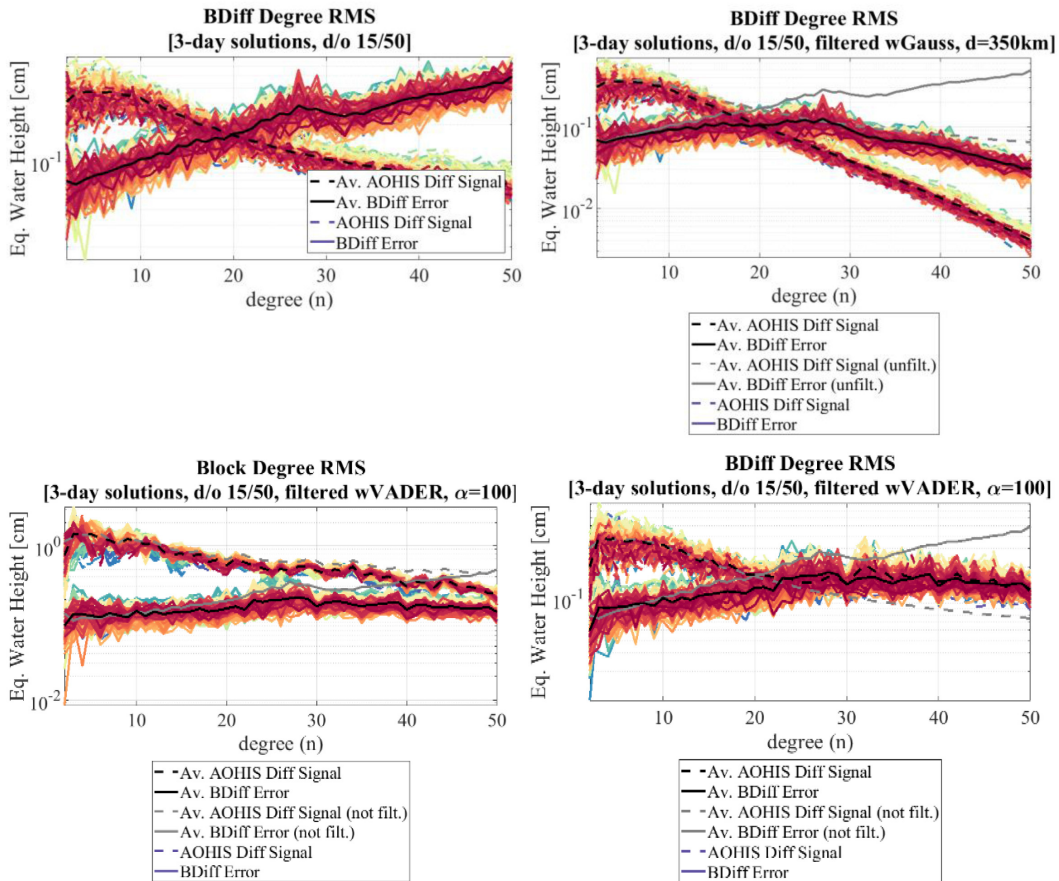 BDiff Degree RMS
[3-day solutions, d/o 15/50]
Eq. Water Height [cm]
10^-1
Av. AOHIS Diff Signal
Av. BDiff Error
AOHIS Diff Signal
BDiff Error
10 20 30 40 50
degree (n)
BDiff Degree RMS
[3-day solutions, d/o 15/50, filtered wGauss, d=350km]
Eq. Water Height [cm]
10^-1
10^-2
10 20 30 40 50
degree (n)
Av. AOHIS Diff Signal
Av. BDiff Error
Av. AOHIS Diff Signal (unfilt.)
Av. BDiff Error (unfilt.)
AOHIS Diff Signal
BDiff Error
Block Degree RMS
[3-day solutions, d/o 15/50, filtered wVADER, α=100]
Eq. Water Height [cm]
10^0
10^-2
10 20 30 40 50
degree (n)
Av. AOHIS Diff Signal
Av. BDiff Error
Av. AOHIS Diff Signal (not filt.)
Av. BDiff Error (not filt.)
AOHIS Diff Signal
BDiff Error
BDiff Degree RMS
[3-day solutions, d/o 15/50, filtered wVADER, α=100]
Eq. Water Height [cm]
10^-1
10 20 30 40 50
degree (n)
Av. AOHIS Diff Signal
Av. BDiff Error
Av. AOHIS Diff Signal (not filt.)
Av. BDiff Error (not filt.)
AOHIS Diff Signal
BDiff Error